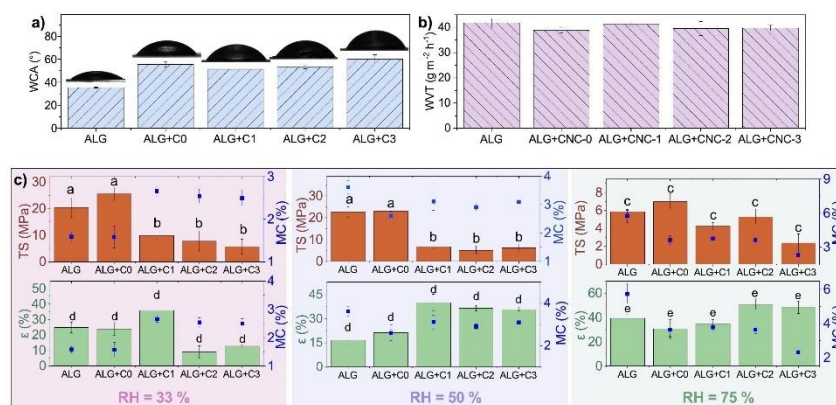 a)
WCA (°)
80
60
40
20
0
ALG ALG+C0 ALG+C1 ALG+C2 ALG+C3
b)
WVT (g m⁻² h⁻¹)
40
30
20
10
0
ALG ALG+CNC-0 ALG+CNC-1 ALG+CNC-2 ALG+CNC-3
c)
TS (MPa)
30
20
10
0
a a b b b
3
2
1
MC (%)
ALG ALG+C0 ALG+C1 ALG+C2 ALG+C3
ε (%)
50
40
30
20
10
0
d d d d d
3
2
1
MC (%)
ALG ALG+C0 ALG+C1 ALG+C2 ALG+C3
RH = 33 %
TS (MPa)
30
20
10
0
a a b b b
4
3
2
1
MC (%)
ALG ALG+C0 ALG+C1 ALG+C2 ALG+C3
ε (%)
45
30
15
0
d d d d d
4
2
MC (%)
ALG ALG+C0 ALG+C1 ALG+C2 ALG+C3
RH = 50 %
TS (MPa)
8
6
4
2
0
c c c c c
9
6
3
MC (%)
ALG ALG+C0 ALG+C1 ALG+C2 ALG+C3
ε (%)
60
40
20
0
e e e e e
6
4
2
MC (%)
ALG ALG+C0 ALG+C1 ALG+C2 ALG+C3
RH = 75 %